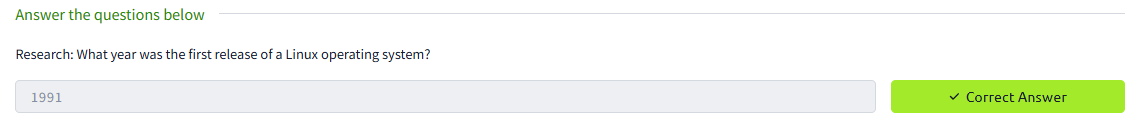 Answer the questions below
Research: What year was the first release of a Linux operating system?
1991
✓ Correct Answer